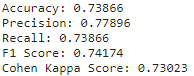 Accuracy: 0.73866
Precision: 0.77896
Recall: 0.73866
F1 Score: 0.74174
Cohen Kappa Score: 0.73023